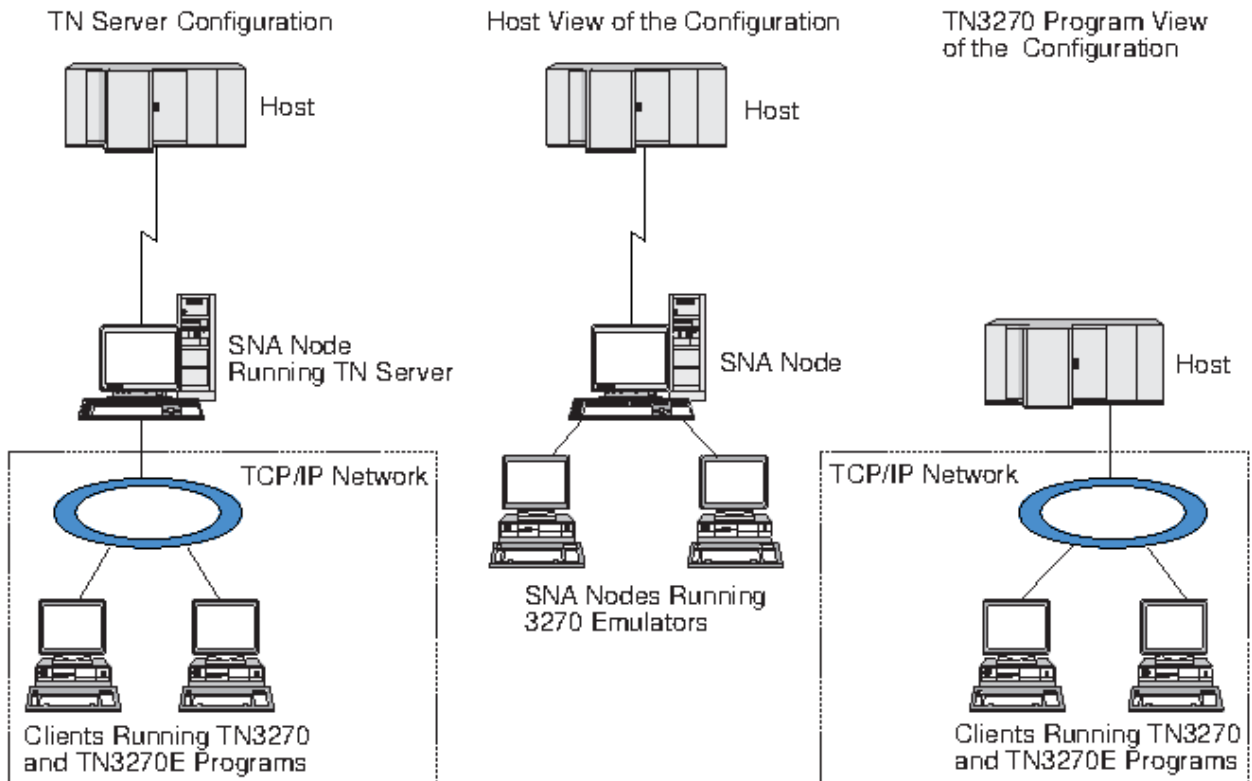 TN Server Configuration
Host
SNA Node
Running TN Server
TCP/IP Network
Clients Running TN3270
and TN3270E Programs
Host View of the Configuration
Host
SNA Node
SNA Nodes Running
3270 Emulators
TN3270 Program View
of the Configuration
Host
TCP/IP Network
Clients Running TN3270
and TN3270E Programs